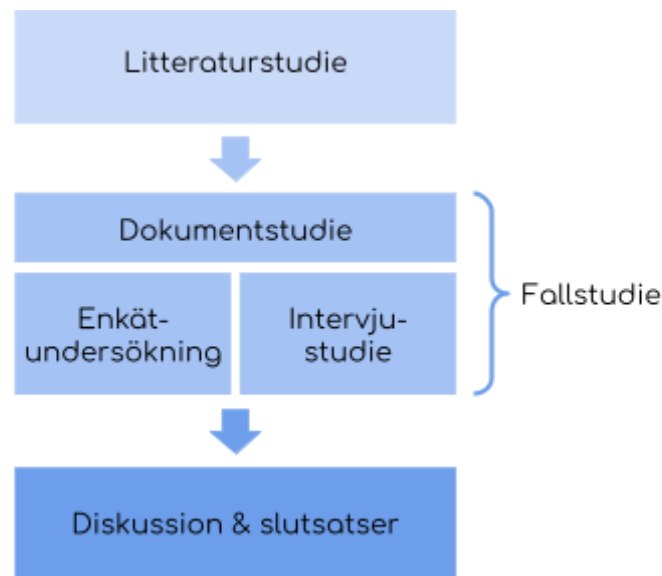 Litteraturstudie
Dokumentstudie
Enkät-
undersökning
Intervju-
studie
Fallstudie
Diskussion & slutsatser